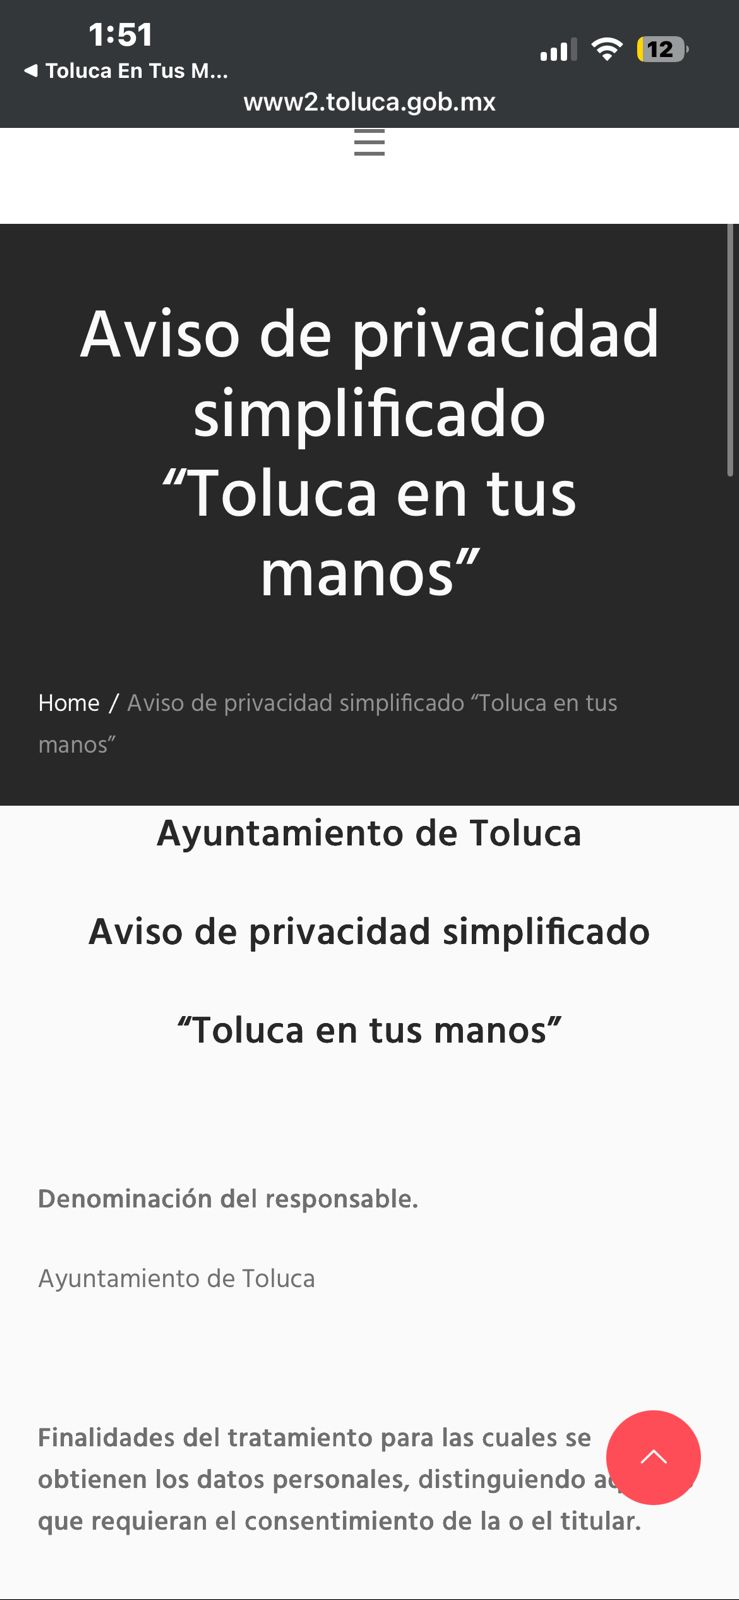 1:51
12
◀ Toluca En Tus M...
www2.toluca.gob.mx
Aviso de privacidad
simplificado
“Toluca en tus
manos”
Home / Aviso de privacidad simplificado “Toluca en tus
manos”
Ayuntamiento de Toluca
Aviso de privacidad simplificado
“Toluca en tus manos”
Denominación del responsable.
Ayuntamiento de Toluca
Finalidades del tratamiento para las cuales se
obtienen los datos personales, distinguiendo
que requieran el consentimiento de la o el titular.